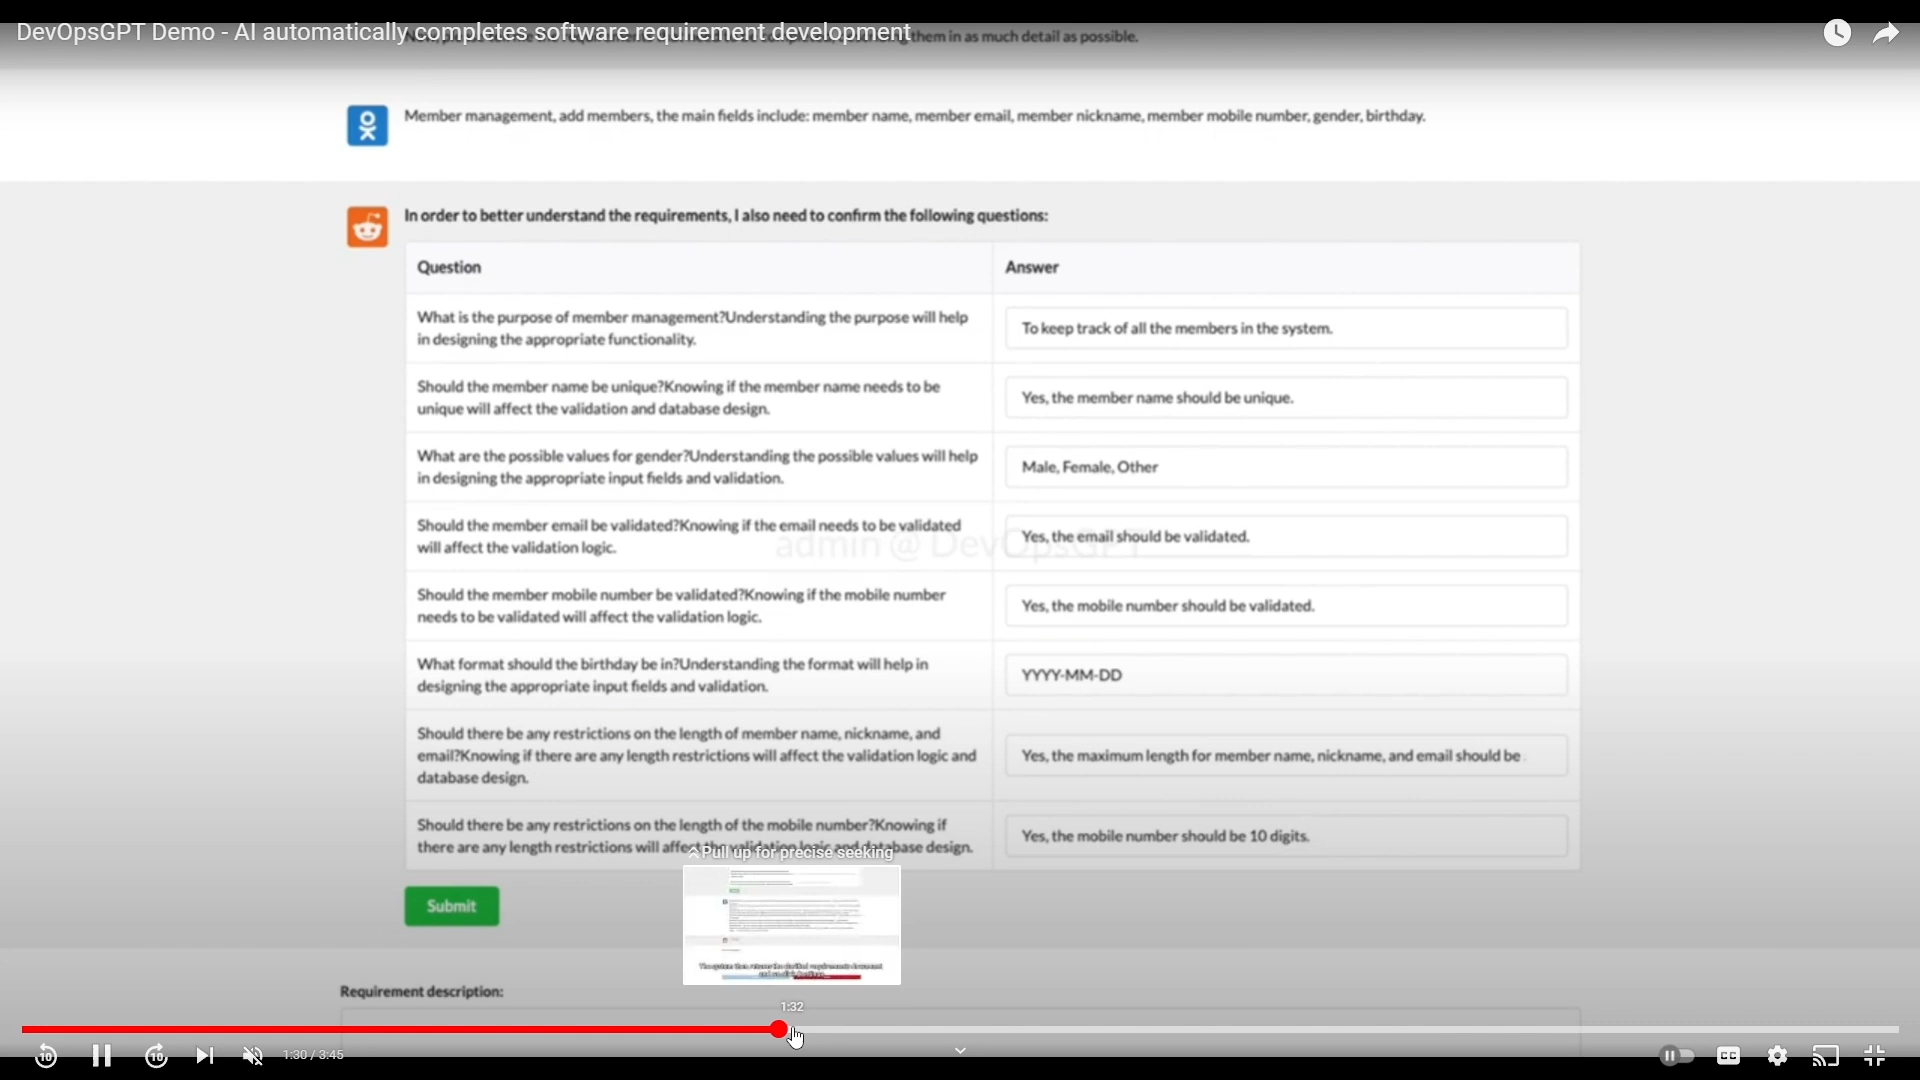 DevOpsGPT Demo - AI automatically completes software requirement development
them in as much detail as possible.
Member management, add members, the main fields include: member name, member email, member nickname, member mobile number, gender, birthday.
In order to better understand the requirements, I also need to confirm the following questions:
Question
Answer
What is the purpose of member management?Understanding the purpose will help
in designing the appropriate functionality.
To keep track of all the members in the system.
Should the member name be unique?Knowing if the member name needs to be
unique will affect the validation and database design.
Yes, the member name should be unique.
What are the possible values for gender?Understanding the possible values will help
in designing the appropriate input fields and validation.
Male, Female, Other
Should the member email be validated?Knowing if the email needs to be validated
will affect the validation logic.
Yes, the email should be validated.
admin @ DevOpsGPT
Should the member mobile number be validated?Knowing if the mobile number
needs to be validated will affect the validation logic.
Yes, the mobile number should be validated.
What format should the birthday be in?Understanding the format will help in
designing the appropriate input fields and validation.
YYYY-MM-DD
Should there be any restrictions on the length of member name, nickname, and
email?Knowing if there are any length restrictions will affect the validation logic and
database design.
Yes, the maximum length for member name, nickname, and email should be
Should there be any restrictions on the length of the mobile number?Knowing if
there are any length restrictions will affect the validation logic and database design.
Yes, the mobile number should be 10 digits.
Pull up for precise seeking
Submit
Requirement description:
1:32
10
10
1:30 / 3:45
CC